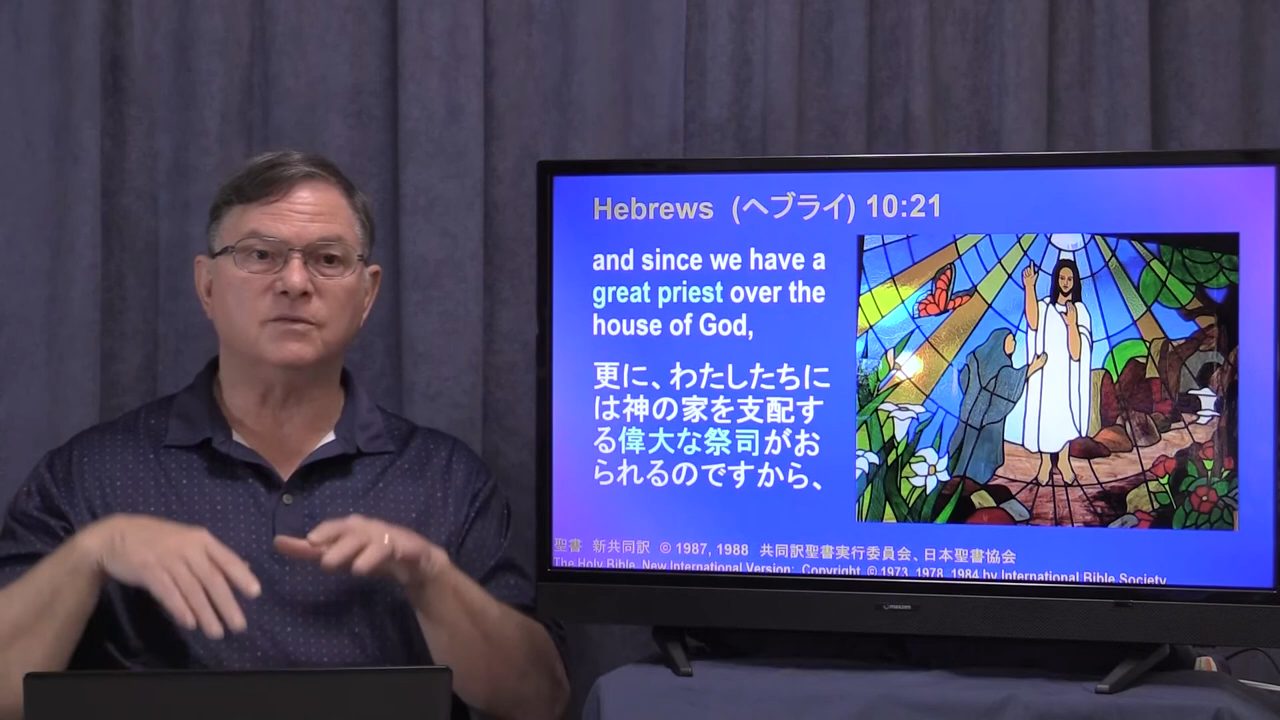 Hebrews (ヘブライ) 10:21
and since we have a
great priest over the
house of God,
更に、わたしたちに
は神の家を支配す
る偉大な祭司がお
られるのですから、
聖書 新共同訳 © 1987, 1988 共同訳聖書実行委員会、日本聖書協会
The Holy Bible, New International Version; Copyright © 1973, 1978, 1984 by International Bible Society
maxzen